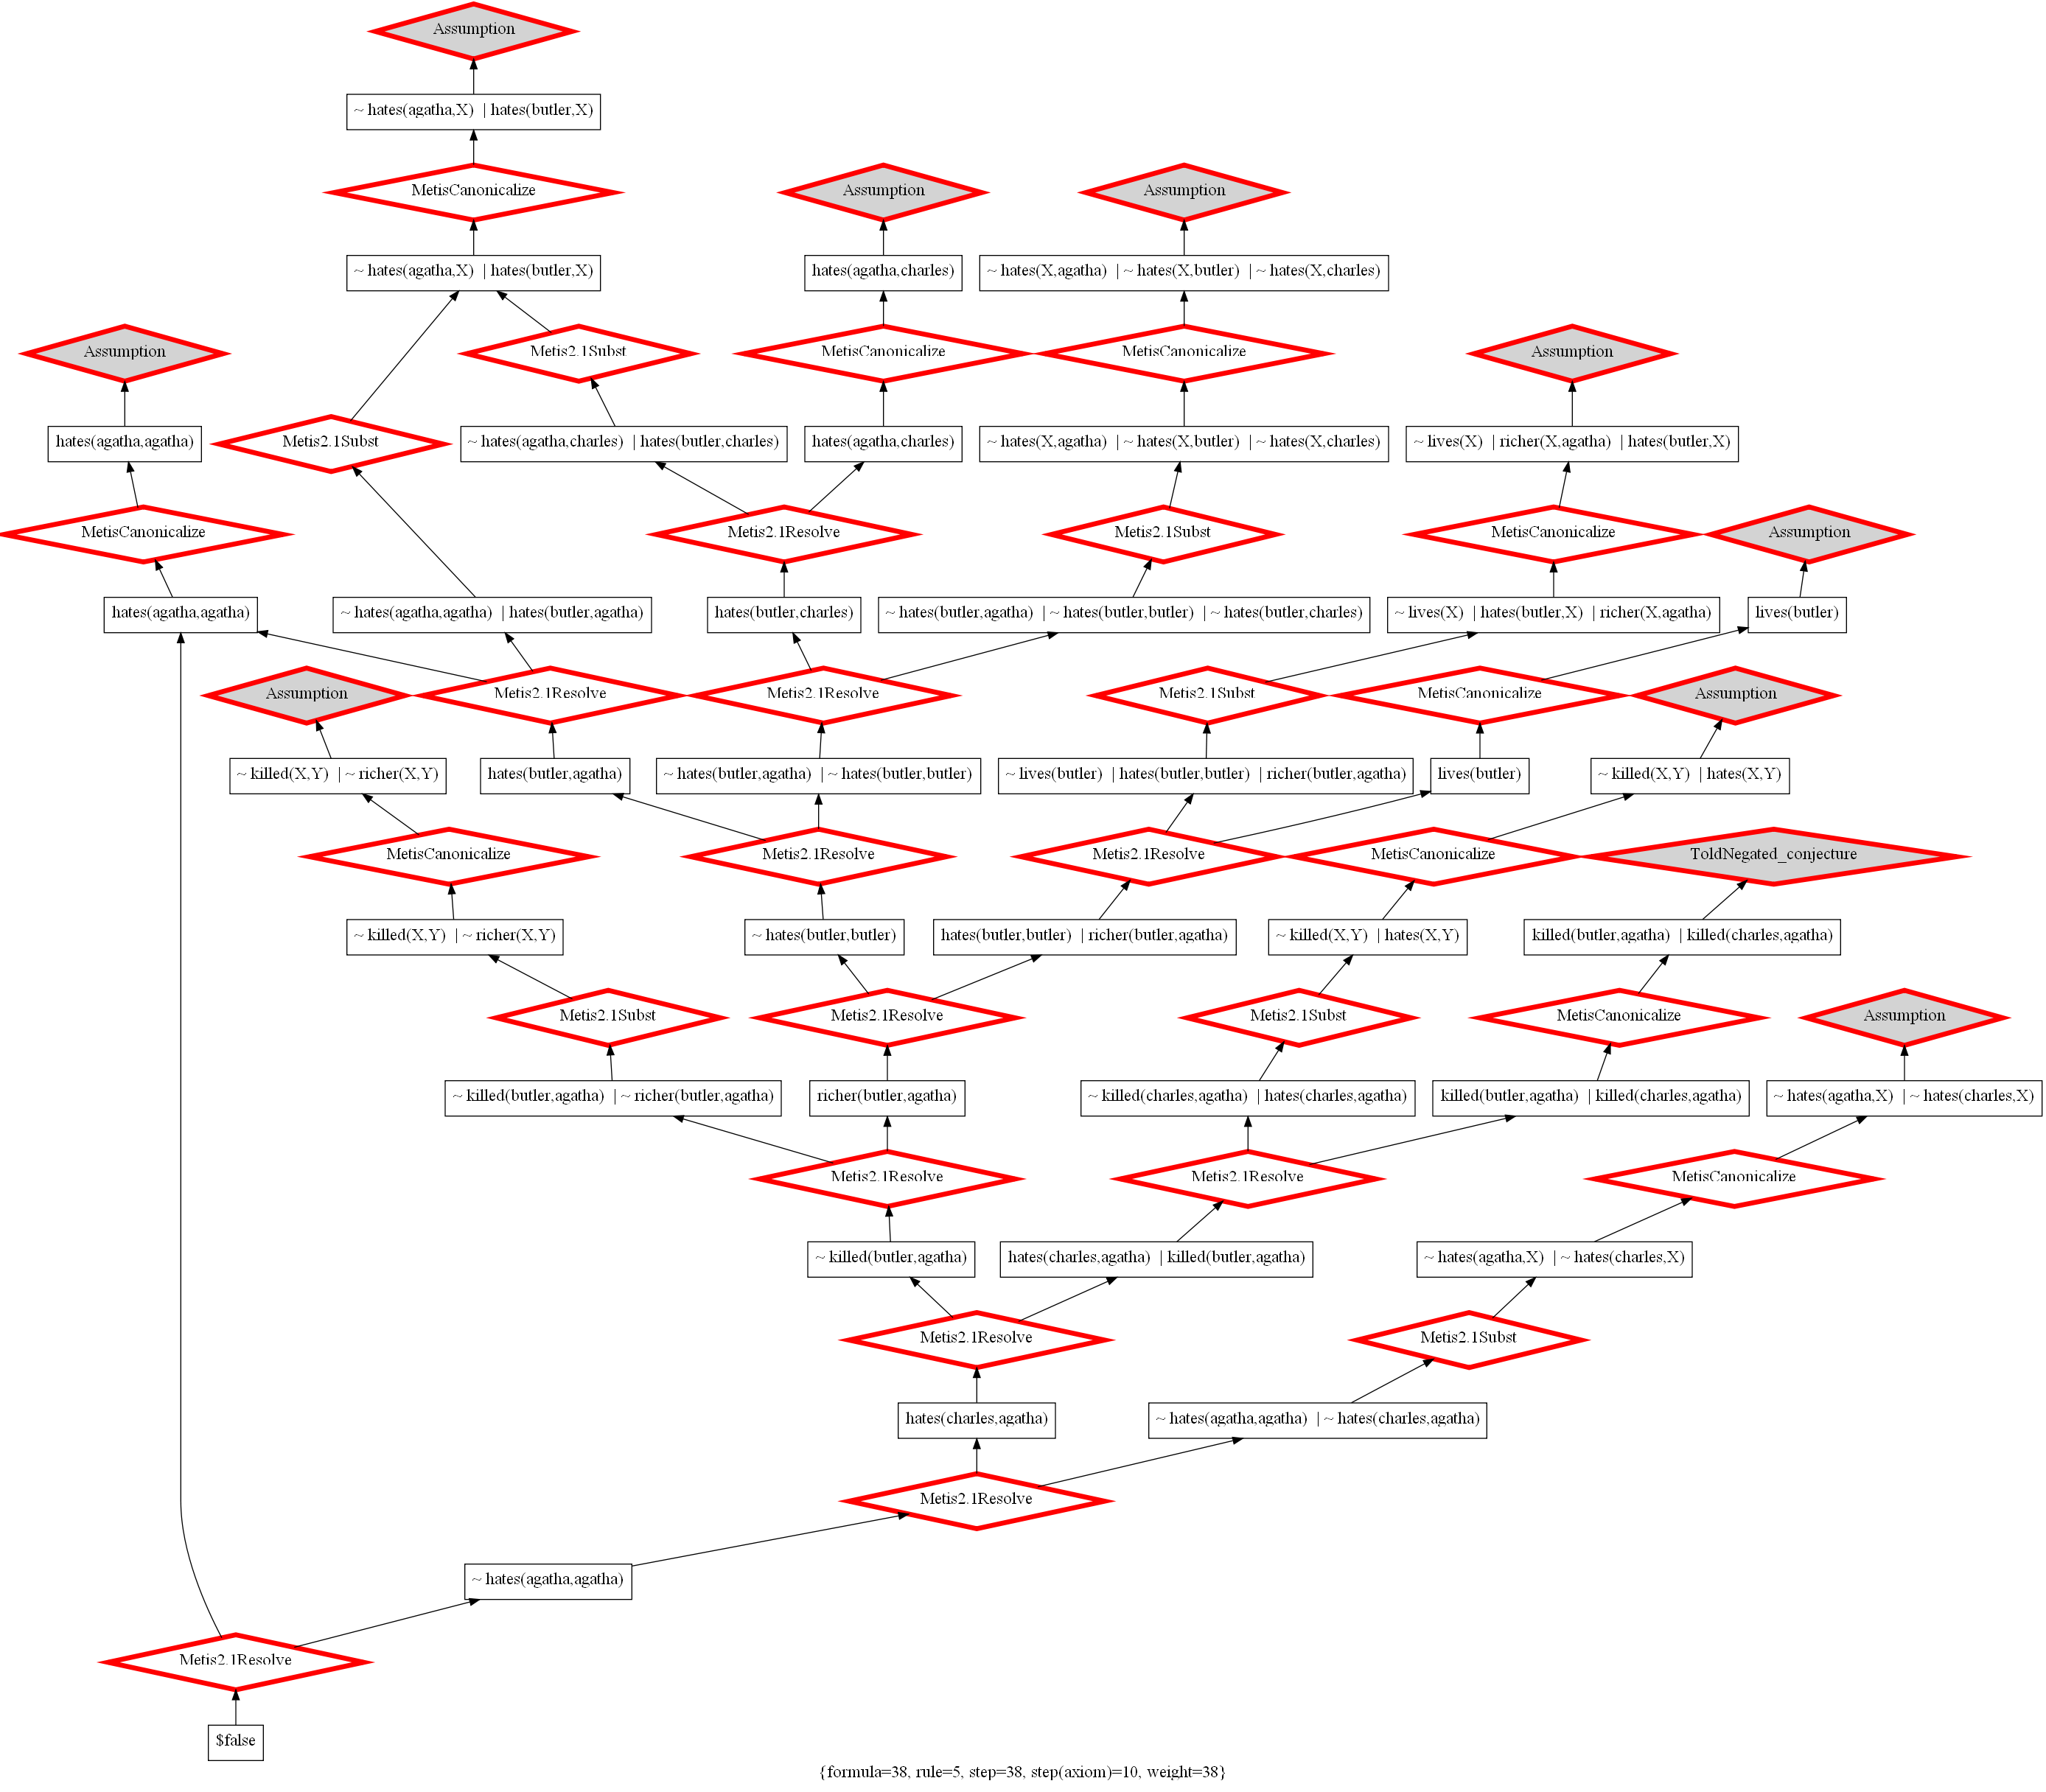 Assumption
~ hates(agatha,X) | hates(butler,X)
MetisCanonicalize
Assumption
Assumption
~ hates(agatha,X) | hates(butler,X)
hates(agatha,charles)
~ hates(X,agatha) | ~ hates(X,butler) | ~ hates(X,charles)
Assumption
Metis2.1Subst
MetisCanonicalize
MetisCanonicalize
Assumption
hates(agatha,agatha)
Metis2.1Subst
~ hates(agatha,charles) | hates(butler,charles)
hates(agatha,charles)
~ hates(X,agatha) | ~ hates(X,butler) | ~ hates(X,charles)
~ lives(X) | richer(X,agatha) | hates(butler,X)
MetisCanonicalize
Metis2.1Resolve
Metis2.1Subst
MetisCanonicalize
Assumption
hates(agatha,agatha)
~ hates(agatha,agatha) | hates(butler,agatha)
hates(butler,charles)
~ hates(butler,agatha) | ~ hates(butler,butler) | ~ hates(butler,charles)
~ lives(X) | hates(butler,X) | richer(X,agatha)
lives(butler)
Assumption
Metis2.1Resolve
Metis2.1Resolve
Metis2.1Subst
MetisCanonicalize
Assumption
~ killed(X,Y) | ~ richer(X,Y)
hates(butler,agatha)
~ hates(butler,agatha) | ~ hates(butler,butler)
~ lives(butler) | hates(butler,butler) | richer(butler,agatha)
lives(butler)
~ killed(X,Y) | hates(X,Y)
MetisCanonicalize
Metis2.1Resolve
Metis2.1Resolve
MetisCanonicalize
ToldNegated_conjecture
~ killed(X,Y) | ~ richer(X,Y)
~ hates(butler,butler)
hates(butler,butler) | richer(butler,agatha)
~ killed(X,Y) | hates(X,Y)
killed(butler,agatha) | killed(charles,agatha)
Metis2.1Subst
Metis2.1Resolve
Metis2.1Subst
MetisCanonicalize
Assumption
~ killed(butler,agatha) | ~ richer(butler,agatha)
richer(butler,agatha)
~ killed(charles,agatha) | hates(charles,agatha)
killed(butler,agatha) | killed(charles,agatha)
~ hates(agatha,X) | ~ hates(charles,X)
Metis2.1Resolve
Metis2.1Resolve
MetisCanonicalize
~ killed(butler,agatha)
hates(charles,agatha) | killed(butler,agatha)
~ hates(agatha,X) | ~ hates(charles,X)
Metis2.1Resolve
Metis2.1Subst
hates(charles,agatha)
~ hates(agatha,agatha) | ~ hates(charles,agatha)
Metis2.1Resolve
~ hates(agatha,agatha)
Metis2.1Resolve
$false
{formula=38, rule=5, step=38, step(axiom)=10, weight=38}